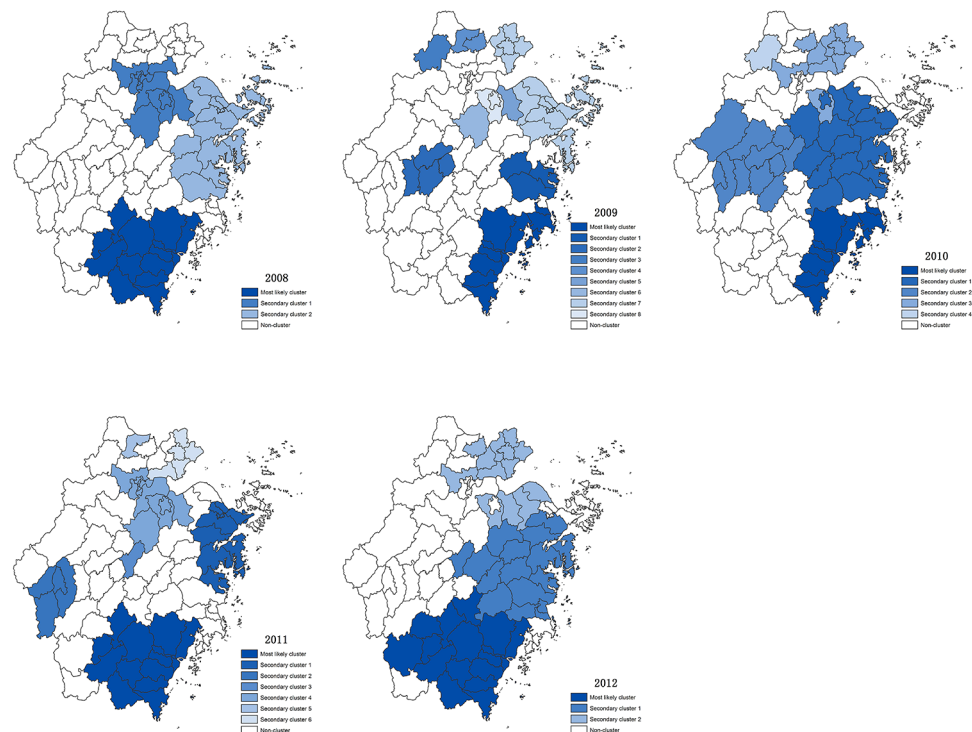 2008
Most likely cluster
Secondary cluster 1
Secondary cluster 2
Non-cluster
2009
Most likely cluster
Secondary cluster 1
Secondary cluster 2
Secondary cluster 3
Secondary cluster 4
Secondary cluster 5
Secondary cluster 6
Secondary cluster 7
Secondary cluster 8
Non-cluster
2010
Most likely cluster
Secondary cluster 1
Secondary cluster 2
Secondary cluster 3
Secondary cluster 4
Non-cluster
2011
Most likely cluster
Secondary cluster 1
Secondary cluster 2
Secondary cluster 3
Secondary cluster 4
Secondary cluster 5
Secondary cluster 6
Non-cluster
2012
Most likely cluster
Secondary cluster 1
Secondary cluster 2
Non-cluster